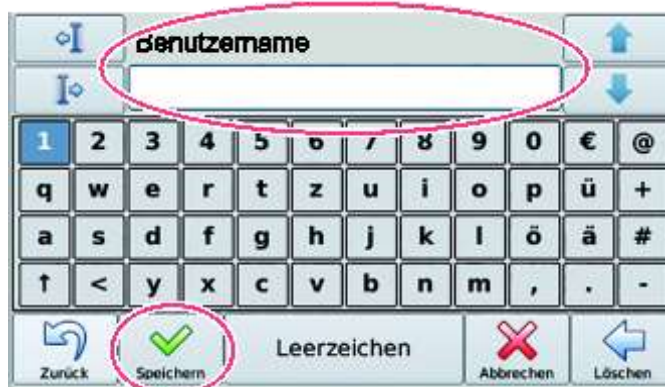 Benutzername
1 2 3 4 5 6 7 8 9 0 € @
q w e r t z u i o p ü +
a s d f g h j k l ö ä #
↑ < y x c v b n m , . -
Zurück Speichern Leerzeichen Abbrechen Löschen